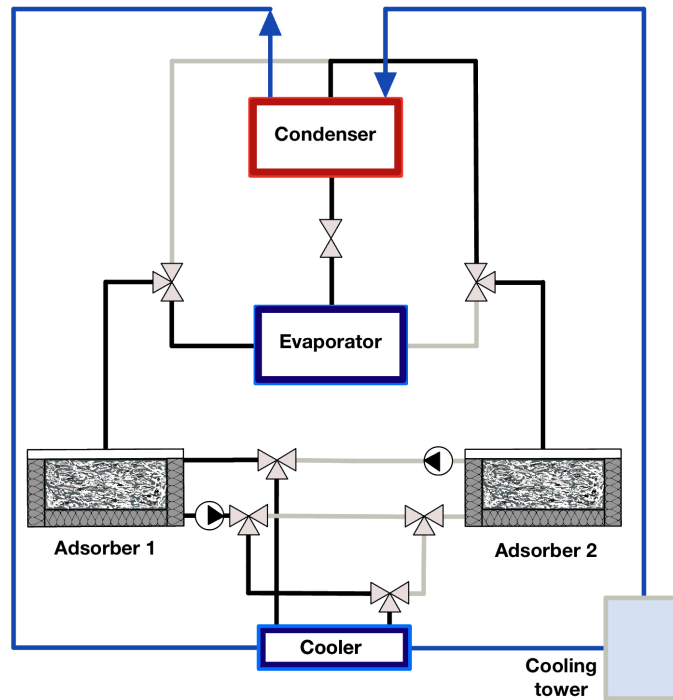 Condenser
Evaporator
Adsorber 1
Adsorber 2
Cooler
Cooling
tower